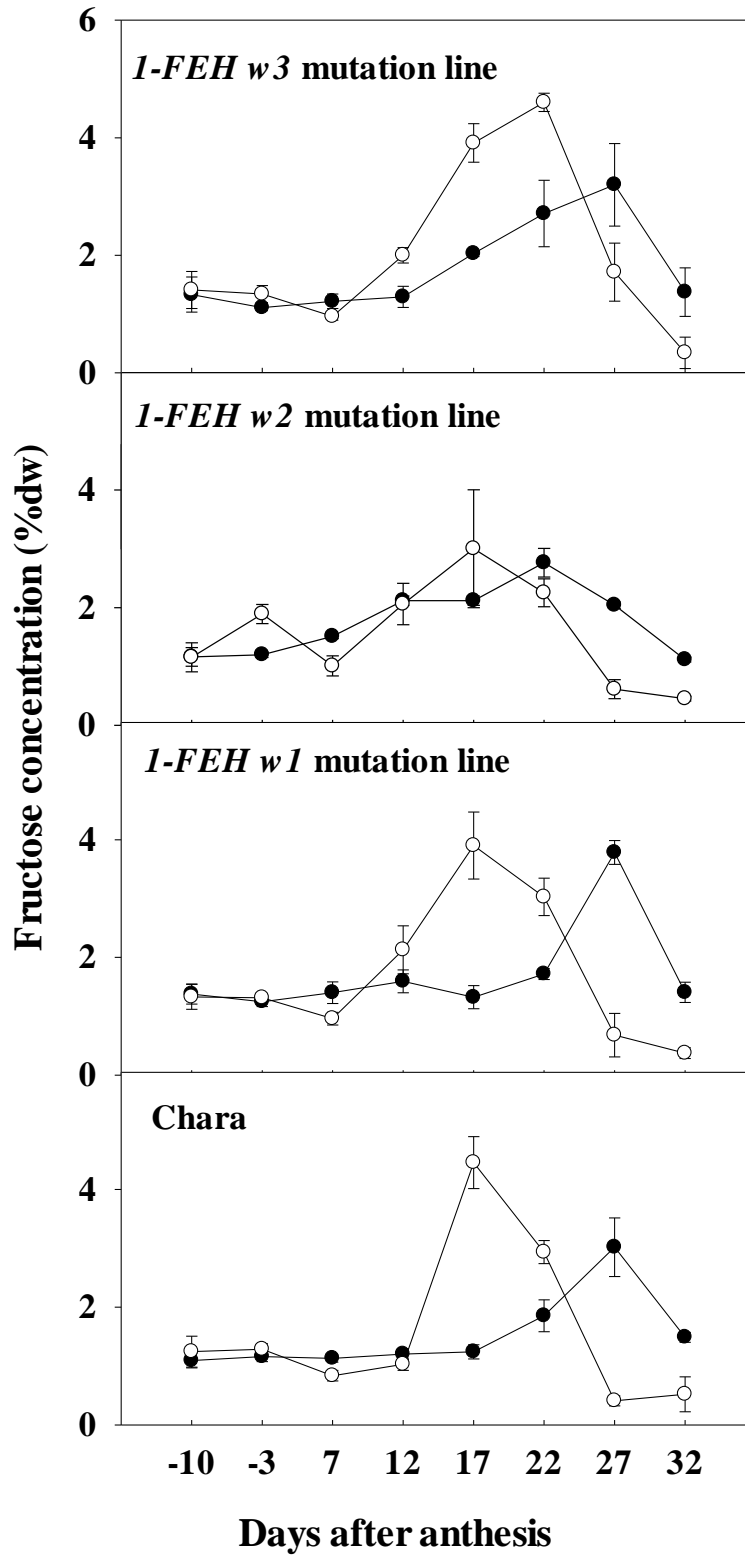 6
1-FEH w3 mutation line
4
2
0
1-FEH w2 mutation line
4
2
0
1-FEH w1 mutation line
4
2
0
Chara
4
2
0
-10 -3 7 12 17 22 27 32
Days after anthesis
Fructose concentration (%dw)